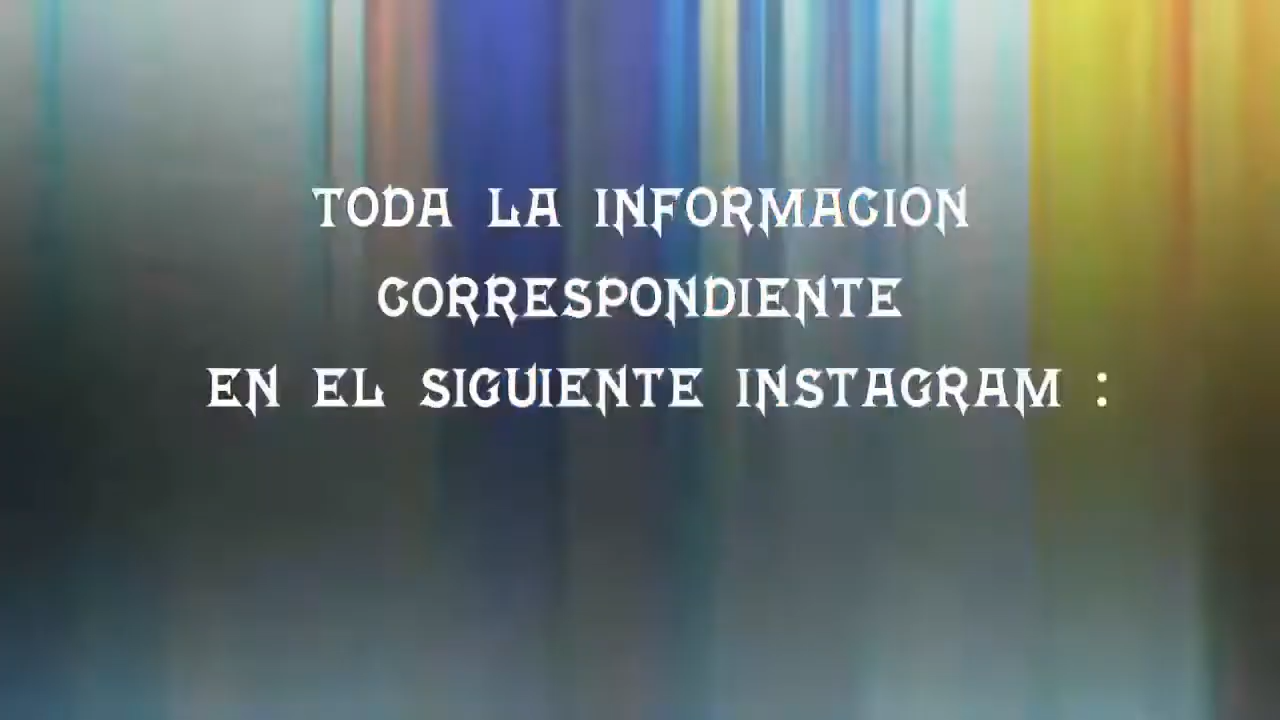 TODA LA INFORMACION
CORRESPONDIENTE
EN EL SIGUIENTE INSTAGRAM :